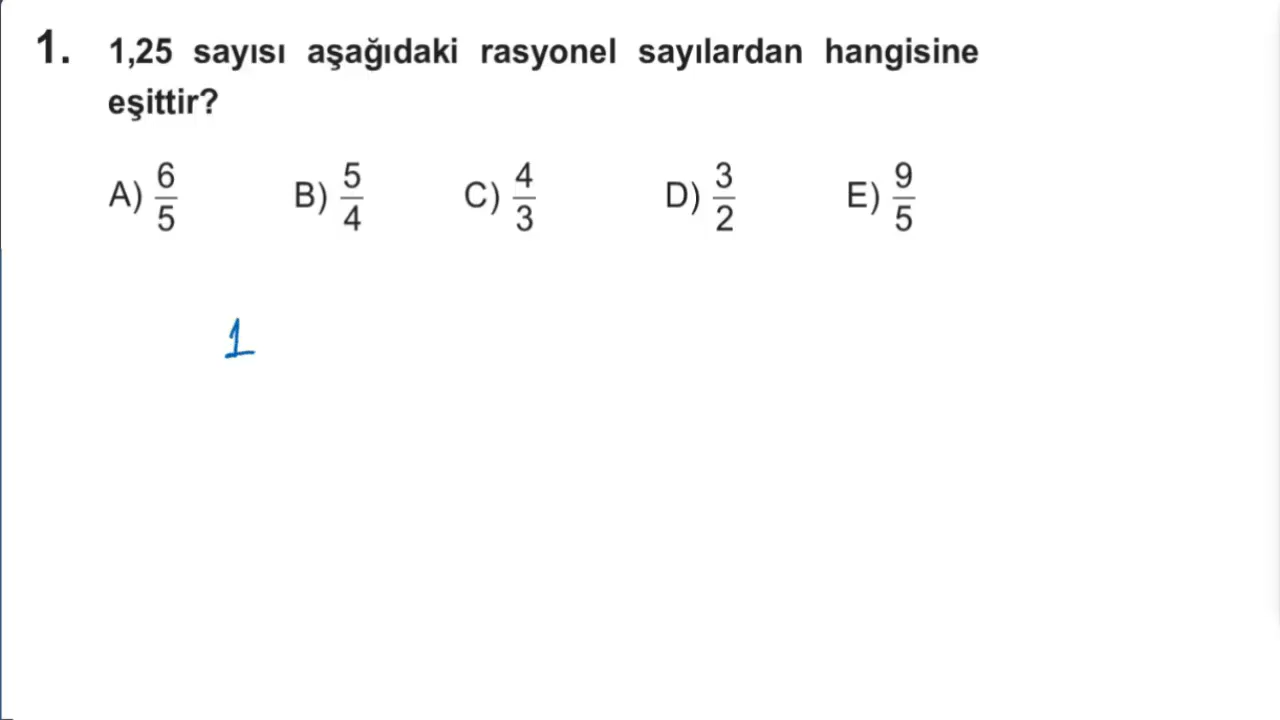 1. 1,25 sayısı aşağıdaki rasyonel sayılardan hangisine
eşittir?
A) 6/5 B) 5/4 C) 4/3 D) 3/2 E) 9/5
1